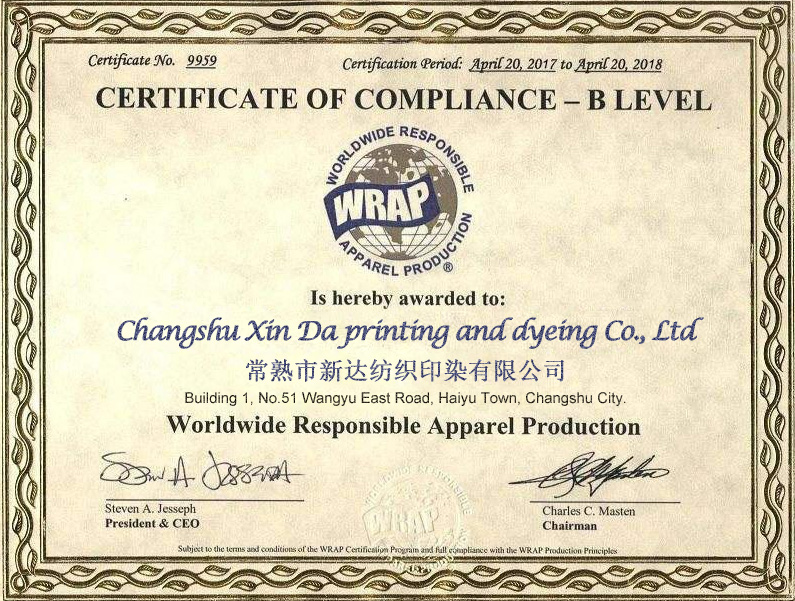 Certificate No. 9959
Certification Period: April 20, 2017 to April 20, 2018
CERTIFICATE OF COMPLIANCE – B LEVEL
WORLDWIDE RESPONSIBLE
WRAP
APPAREL PRODUCTION®
Is hereby awarded to:
Changshu Xin Da printing and dyeing Co., Ltd
常熟市新达纺织印染有限公司
Building 1, No.51 Wangyu East Road, Haiyu Town, Changshu City.
Worldwide Responsible Apparel Production
Steven A. Jesseph
President & CEO
Charles C. Masten
Chairman
WORLDWIDE RESPONSIBLE
WRAP
Subject to the terms and conditions of the WRAP Certification Program and full compliance with the WRAP Production Principles